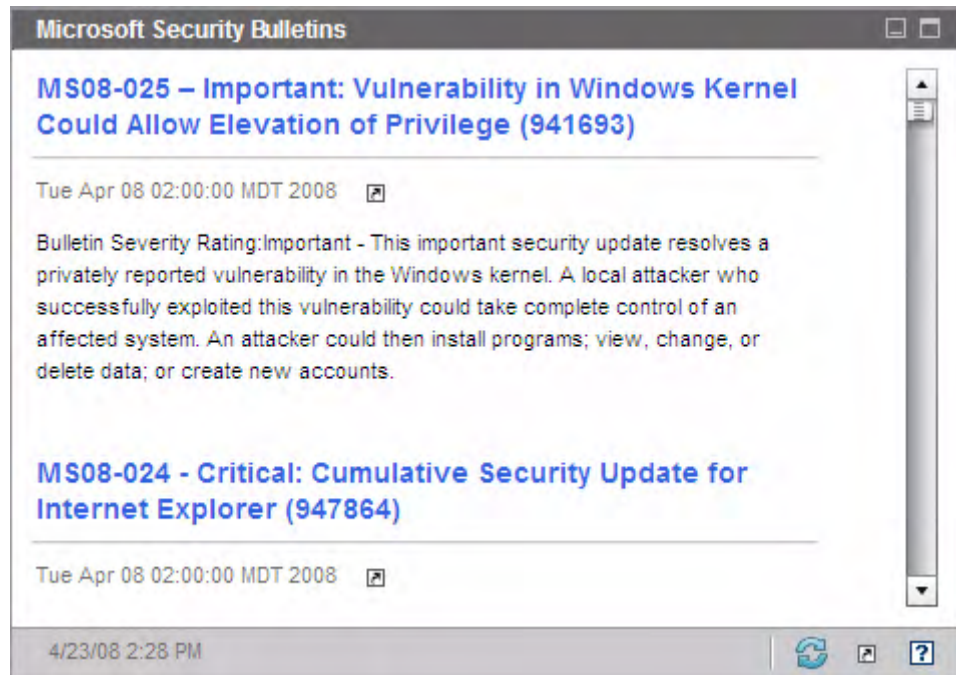 Microsoft Security Bulletins
MS08-025 – Important: Vulnerability in Windows Kernel
Could Allow Elevation of Privilege (941693)
Tue Apr 08 02:00:00 MDT 2008
Bulletin Severity Rating:Important - This important security update resolves a
privately reported vulnerability in the Windows kernel. A local attacker who
successfully exploited this vulnerability could take complete control of an
affected system. An attacker could then install programs; view, change, or
delete data; or create new accounts.
MS08-024 - Critical: Cumulative Security Update for
Internet Explorer (947864)
Tue Apr 08 02:00:00 MDT 2008
4/23/08 2:28 PM
?